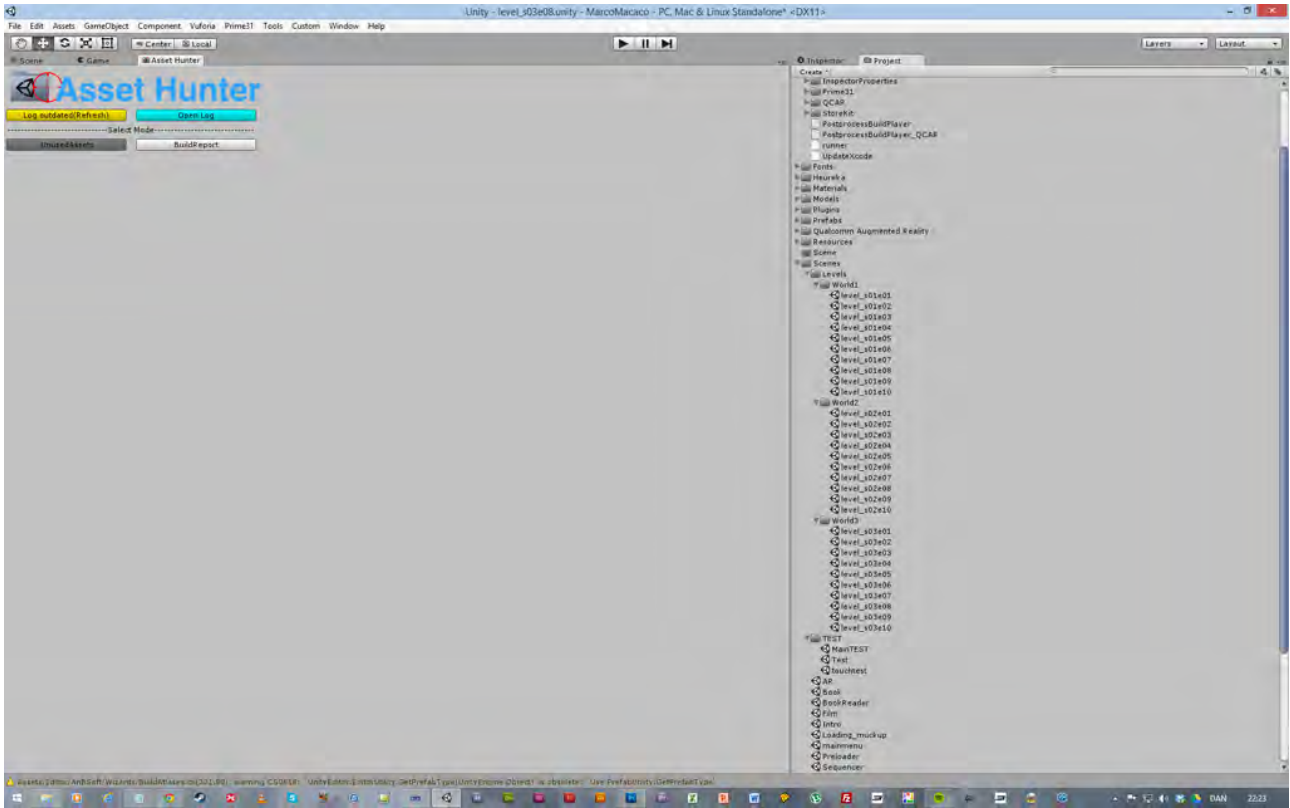 Unity - level_s03e08.unity - MarcoMacaco - PC, Mac & Linux Standalone* <DX11>
File Edit Assets GameObject Component Vuforia Prime31 Tools Custom Window Help
Center Local
Layers Layout
Scene Game Asset Hunter
Inspector Project
Create
Asset Hunter
Log outdated(Refresh) Open Log
Select Mode
UnusedAssets BuildReport
InspectorProperties
Prime31
QCAR
StoreKit
PostprocessBuildPlayer
PostprocessBuildPlayer_QCAR
runner
UpdateXcode
Fonts
Heureka
Materials
Models
Plugins
Prefabs
Qualcomm Augmented Reality
Resources
Scene
Scenes
Levels
World1
level_s01e01
level_s01e02
level_s01e03
level_s01e04
level_s01e05
level_s01e06
level_s01e07
level_s01e08
level_s01e09
level_s01e10
World2
level_s02e01
level_s02e02
level_s02e03
level_s02e04
level_s02e05
level_s02e06
level_s02e07
level_s02e08
level_s02e09
level_s02e10
World3
level_s03e01
level_s03e02
level_s03e03
level_s03e04
level_s03e05
level_s03e06
level_s03e07
level_s03e08
level_s03e09
level_s03e10
TEST
MainTEST
Test
touchtest
AR
Book
BookReader
Film
Intro
Loading_mockup
mainmenu
Preloader
Sequencer
warning
is obsolete:
DAN 22:23